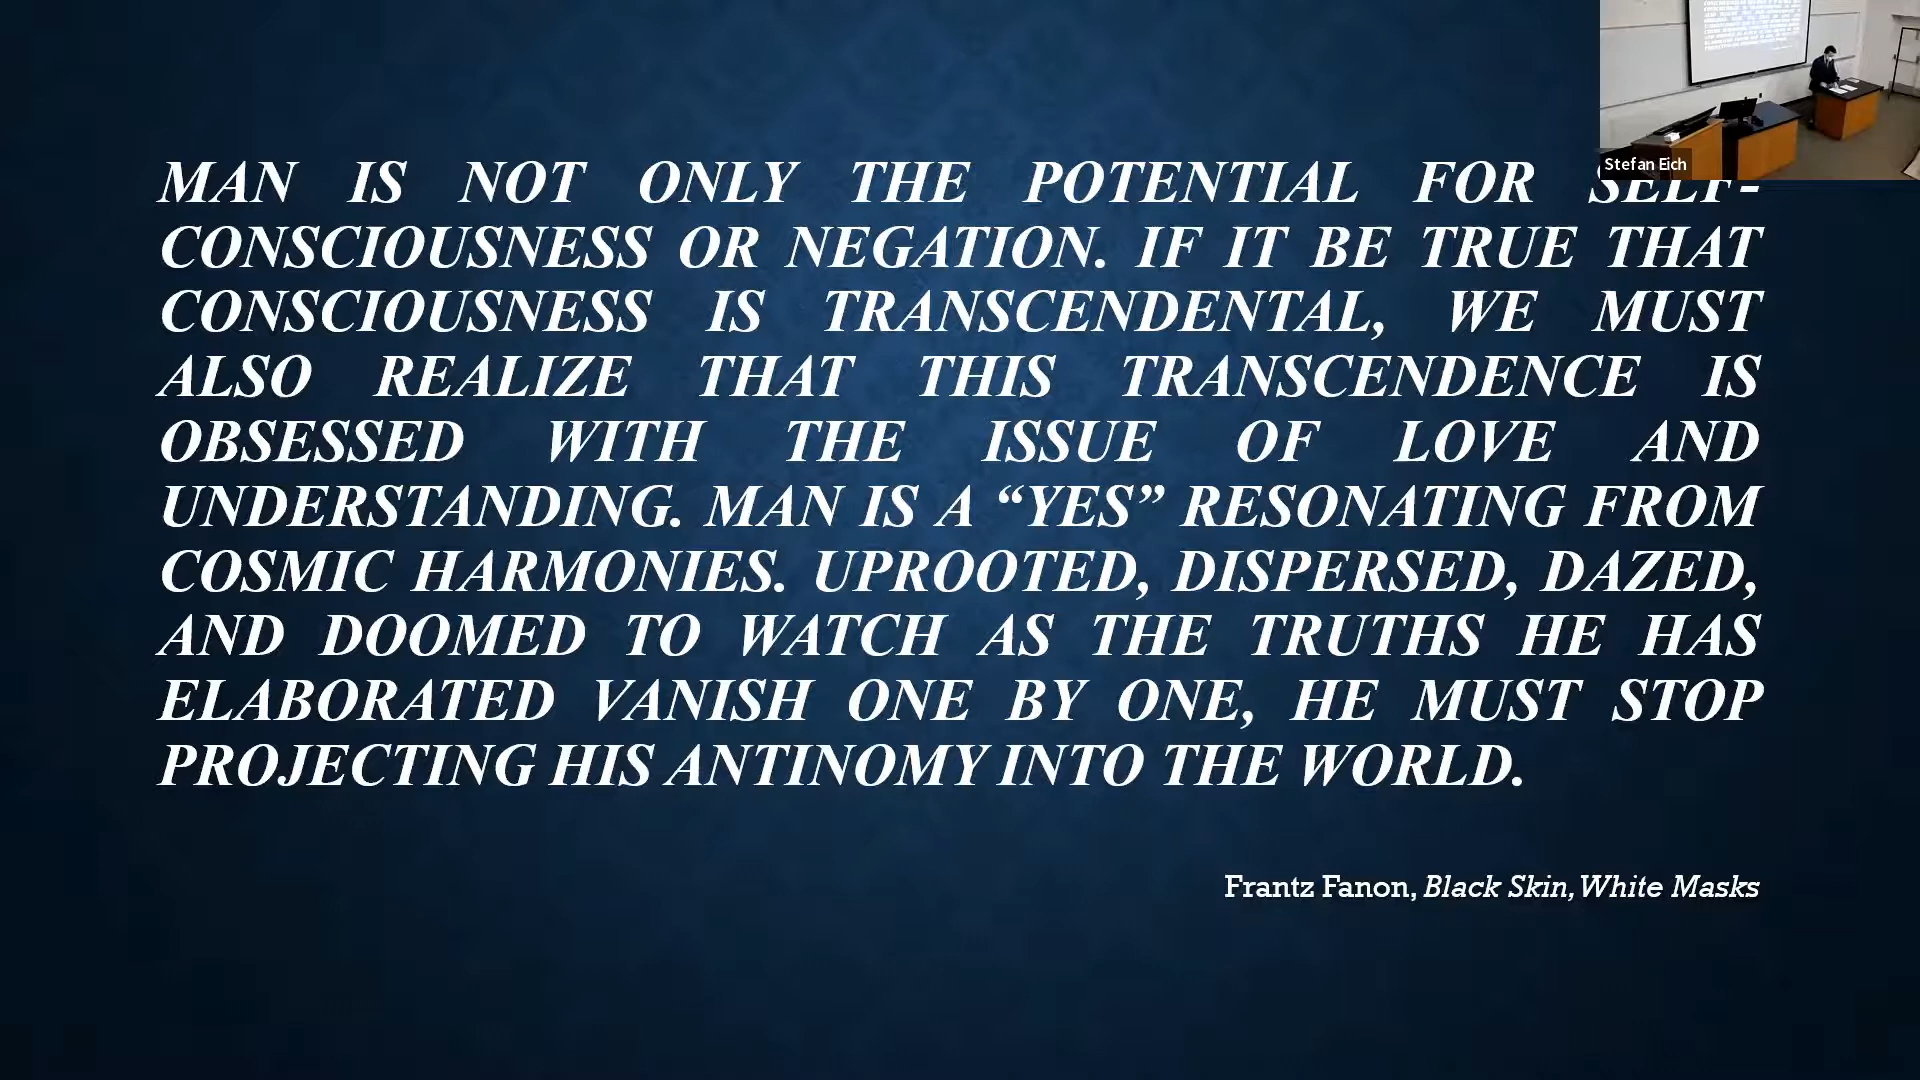 MAN IS NOT ONLY THE POTENTIAL FOR SELF-
CONSCIOUSNESS OR NEGATION. IF IT BE TRUE THAT
CONSCIOUSNESS IS TRANSCENDENTAL, WE MUST
ALSO REALIZE THAT THIS TRANSCENDENCE IS
OBSESSED WITH THE ISSUE OF LOVE AND
UNDERSTANDING. MAN IS A “YES” RESONATING FROM
COSMIC HARMONIES. UPROOTED, DISPERSED, DAZED,
AND DOOMED TO WATCH AS THE TRUTHS HE HAS
ELABORATED VANISH ONE BY ONE, HE MUST STOP
PROJECTING HIS ANTINOMY INTO THE WORLD.
Frantz Fanon, Black Skin, White Masks
Stefan Eich